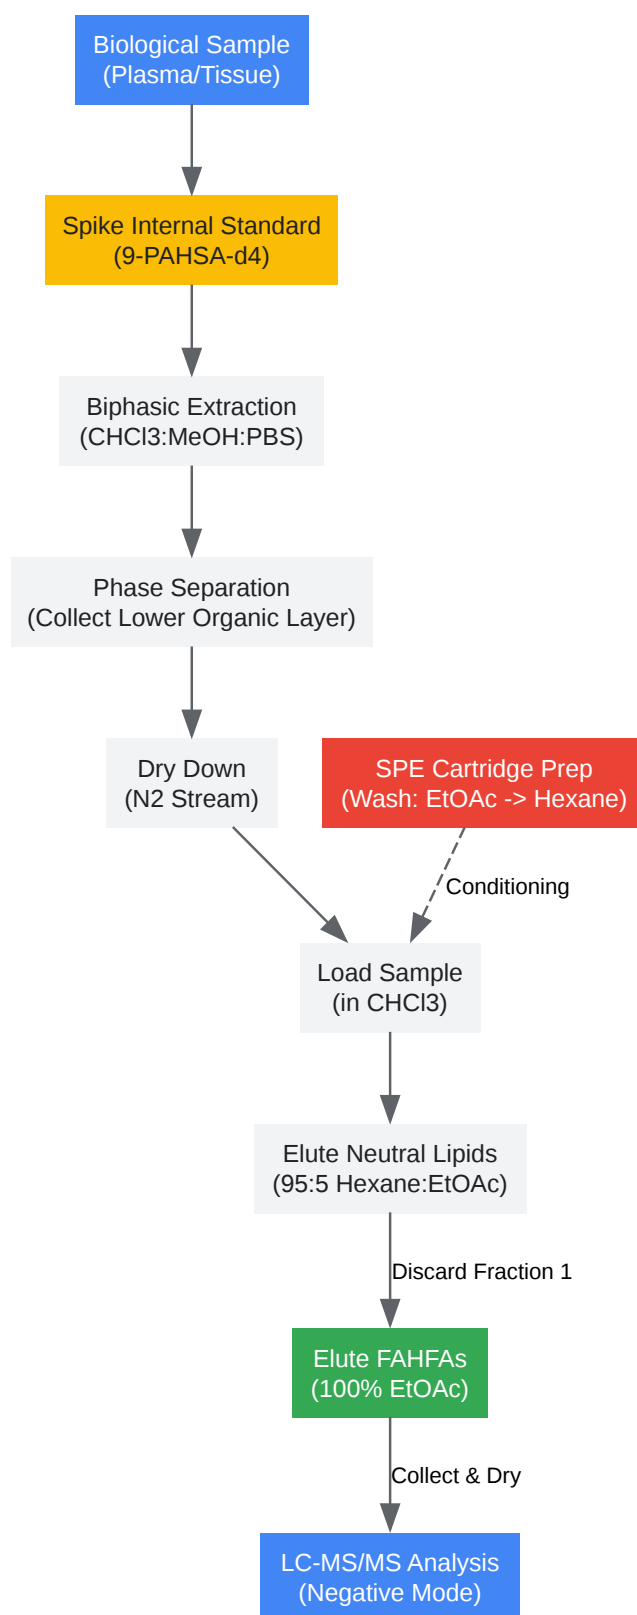 Biological Sample
(Plasma/Tissue)
Spike Internal Standard
(9-PAHSA-d4)
Biphasic Extraction
(CHCl3:MeOH:PBS)
Phase Separation
(Collect Lower Organic Layer)
Dry Down
(N2 Stream)
SPE Cartridge Prep
(Wash: EtOAc -> Hexane)
Conditioning
Load Sample
(in CHCl3)
Elute Neutral Lipids
(95:5 Hexane:EtOAc)
Discard Fraction 1
Elute FAHFAs
(100% EtOAc)
Collect & Dry
LC-MS/MS Analysis
(Negative Mode)